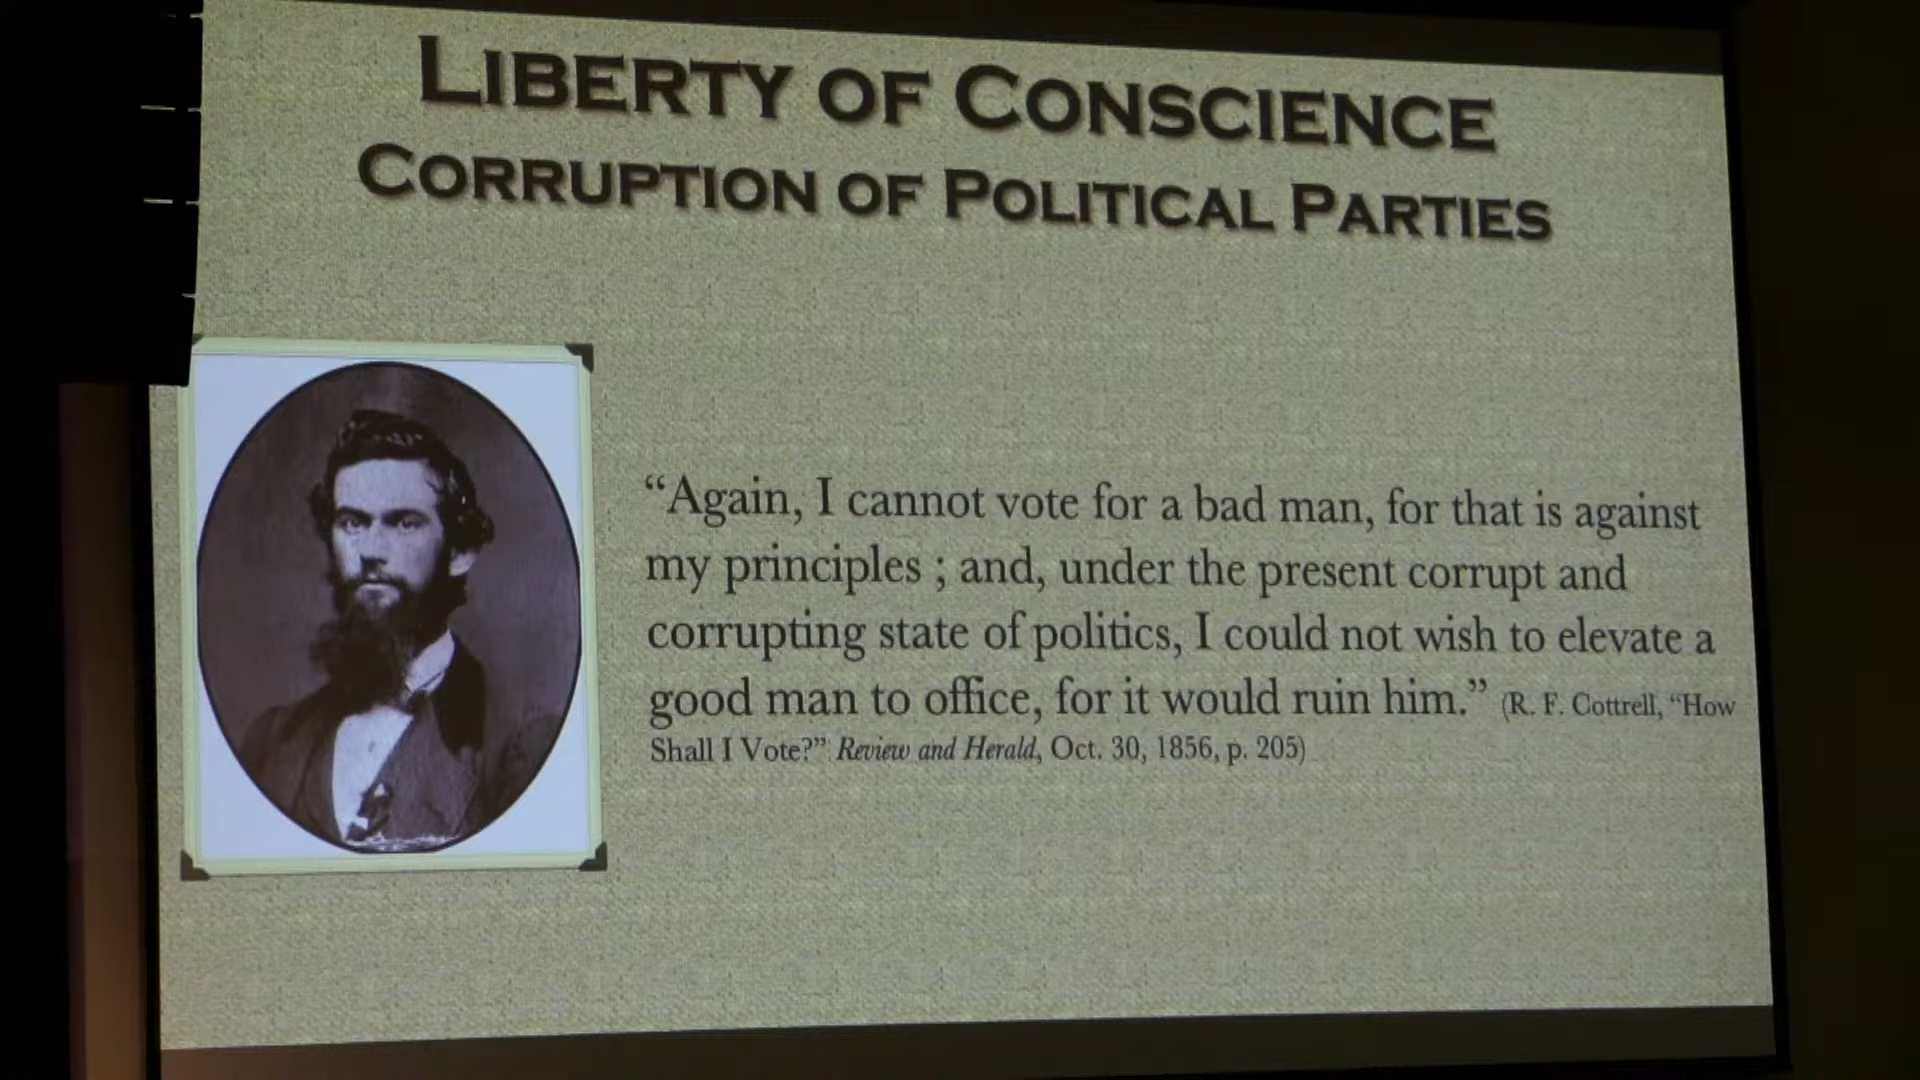 LIBERTY OF CONSCIENCE
CORRUPTION OF POLITICAL PARTIES
“Again, I cannot vote for a bad man, for that is against
my principles ; and, under the present corrupt and
corrupting state of politics, I could not wish to elevate a
good man to office, for it would ruin him.” (R. F. Cottrell, “How
Shall I Vote?” Review and Herald, Oct. 30, 1856, p. 205)